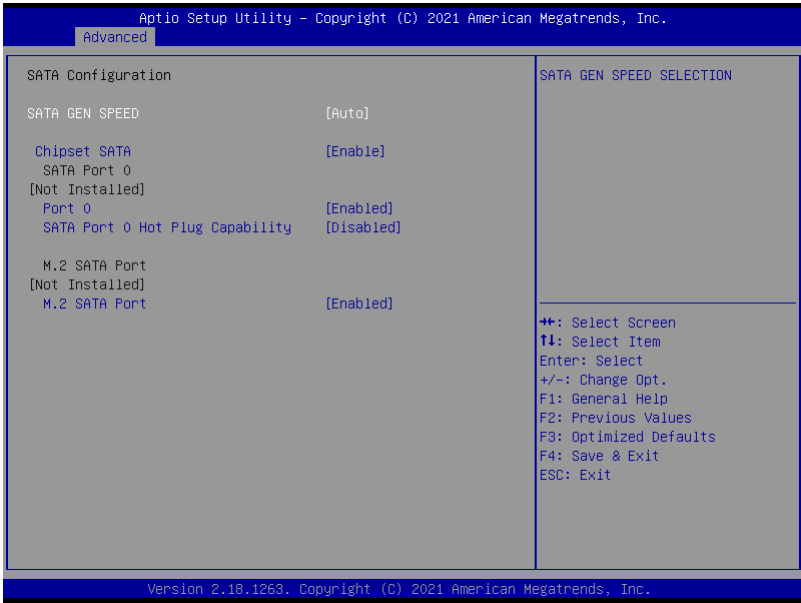 Aptio Setup Utility – Copyright (C) 2021 American Megatrends, Inc.
Advanced
SATA Configuration
SATA GEN SPEED [Auto]
Chipset SATA [Enable]
SATA Port 0
[Not Installed]
Port 0 [Enabled]
SATA Port 0 Hot Plug Capability [Disabled]
M.2 SATA Port
[Not Installed]
M.2 SATA Port [Enabled]
SATA GEN SPEED SELECTION
→←: Select Screen
↑↓: Select Item
Enter: Select
+/-: Change Opt.
F1: General Help
F2: Previous Values
F3: Optimized Defaults
F4: Save & Exit
ESC: Exit
Version 2.18.1263. Copyright (C) 2021 American Megatrends, Inc.